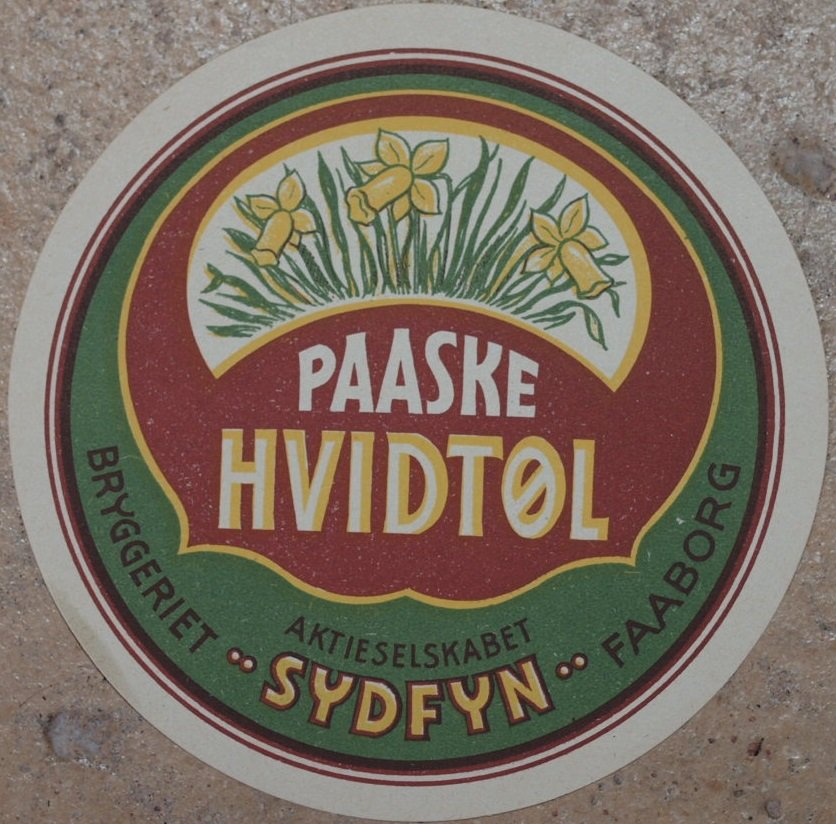 PAASKE
HVIDTØL
BRYGGERIET
AKTIESELSKABET
SYDFYN
FAABORG